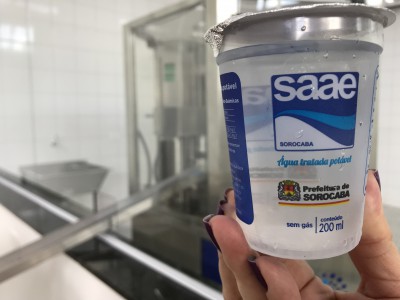 saae
SOROCABA
Água tratada potável
Prefeitura de
SOROCABA
sem gás
conteúdo
200 ml